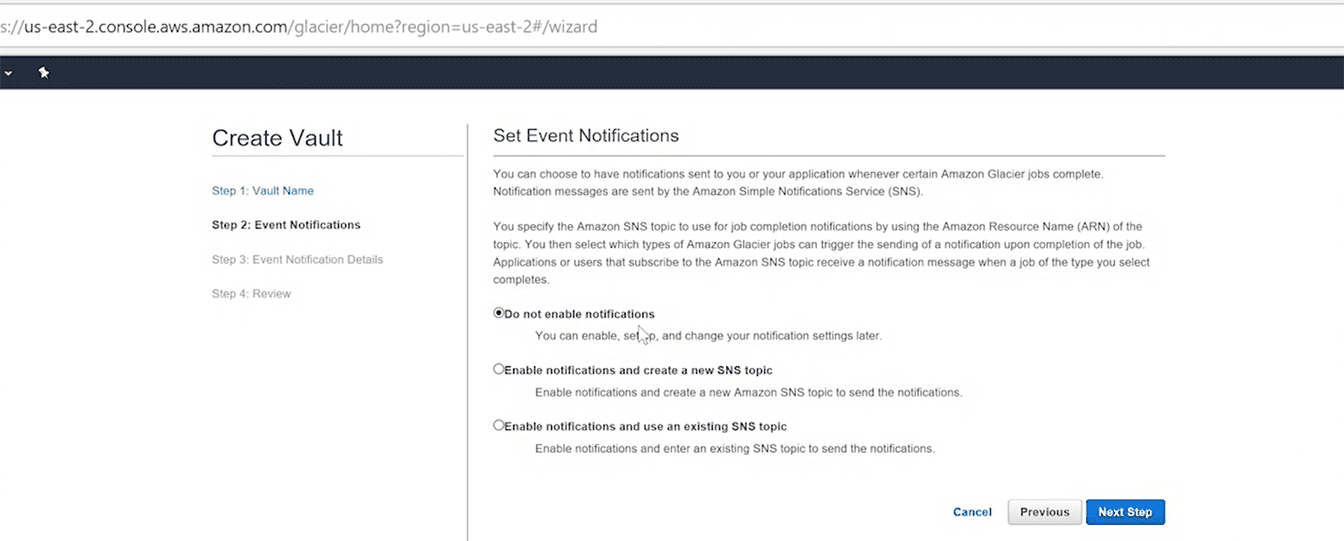 s://us-east-2.console.aws.amazon.com/glacier/home?region=us-east-2#/wizard
Create Vault
Step 1: Vault Name
Step 2: Event Notifications
Step 3: Event Notification Details
Step 4: Review
Set Event Notifications
You can choose to have notifications sent to you or your application whenever certain Amazon Glacier jobs complete.
Notification messages are sent by the Amazon Simple Notifications Service (SNS).
You specify the Amazon SNS topic to use for job completion notifications by using the Amazon Resource Name (ARN) of the
topic. You then select which types of Amazon Glacier jobs can trigger the sending of a notification upon completion of the job.
Applications or users that subscribe to the Amazon SNS topic receive a notification message when a job of the type you select
completes.
Do not enable notifications
You can enable, set up, and change your notification settings later.
Enable notifications and create a new SNS topic
Enable notifications and create a new Amazon SNS topic to send the notifications.
Enable notifications and use an existing SNS topic
Enable notifications and enter an existing SNS topic to send the notifications.
Cancel Previous Next Step